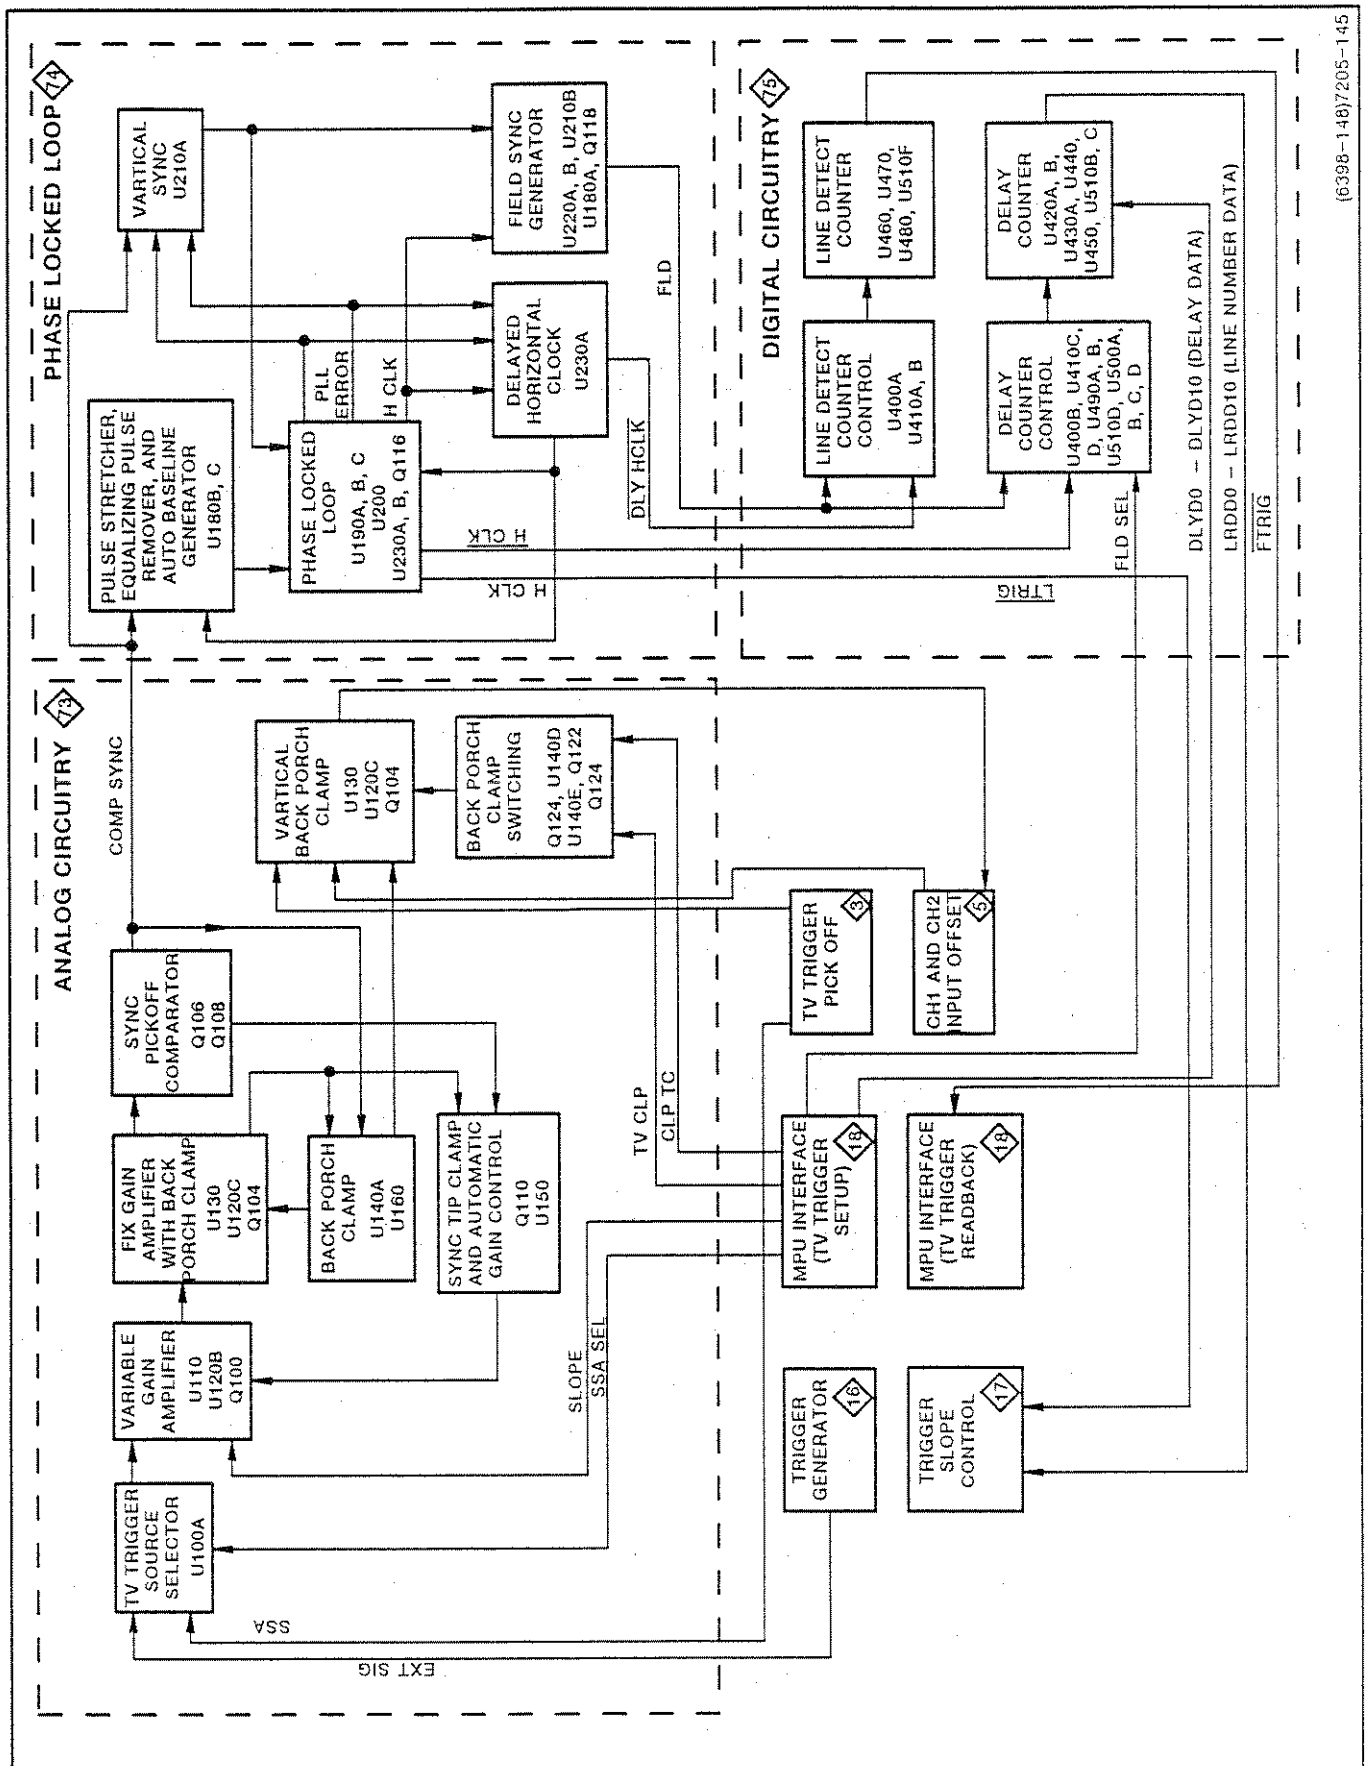 ANALOG CIRCUITRY 73
TV TRIGGER
SOURCE
SELECTOR
U100A
VARIABLE
GAIN
AMPLIFIER
U110
U120B
Q100
FIX GAIN
AMPLIFIER
WITH BACK
PORCH CLAMP
U130
U120C
Q104
SYNC
PICKOFF
COMPARATOR
Q106
Q108
COMP SYNC
BACK PORCH
CLAMP
U140A
U160
SYNC TIP CLAMP
AND AUTOMATIC
GAIN CONTROL
Q110
U150
VARTICAL
BACK PORCH
CLAMP
U130
U120C
Q104
BACK PORCH
CLAMP
SWITCHING
Q124, U140D
U140E, Q122
Q124
EXT SIG
SSA
SLOPE
SSA SEL
TV CLP
CLP TC
PHASE LOCKED LOOP 74
PULSE STRETCHER,
EQUALIZING PULSE
REMOVER, AND
AUTO BASELINE
GENERATOR
U180B, C
VARTICAL
SYNC
U210A
PHASE LOCKED
LOOP
U190A, B, C
U200
U230A, B, Q116
PLL
ERROR
H CLK
DELAYED
HORIZONTAL
CLOCK
U230A
FIELD SYNC
GENERATOR
U220A, B, U210B
U180A, Q118
H CLK
H CLK
DLY HCLK
FLD
DIGITAL CIRCUITRY 75
LINE DETECT
COUNTER
CONTROL
U400A
U410A, B
LINE DETECT
COUNTER
U460, U470,
U480, U510F
DELAY
COUNTER
CONTROL
U400B, U410C,
D, U490A, B,
U510D, U500A,
B, C, D
DELAY
COUNTER
U420A, B,
U430A, U440,
U450, U510B, C
LTRIG
FLD SEL
DLYD0 – DLYD10 (DELAY DATA)
LRDD0 – LRDD10 (LINE NUMBER DATA)
FTRIG
TRIGGER
GENERATOR
16
TRIGGER
SLOPE
CONTROL
17
MPU INTERFACE
(TV TRIGGER
SETUP)
18
MPU INTERFACE
(TV TRIGGER
READBACK)
18
TV TRIGGER
PICK OFF
3
CH1 AND CH2
INPUT OFFSET
5
(6398-148)7205-145